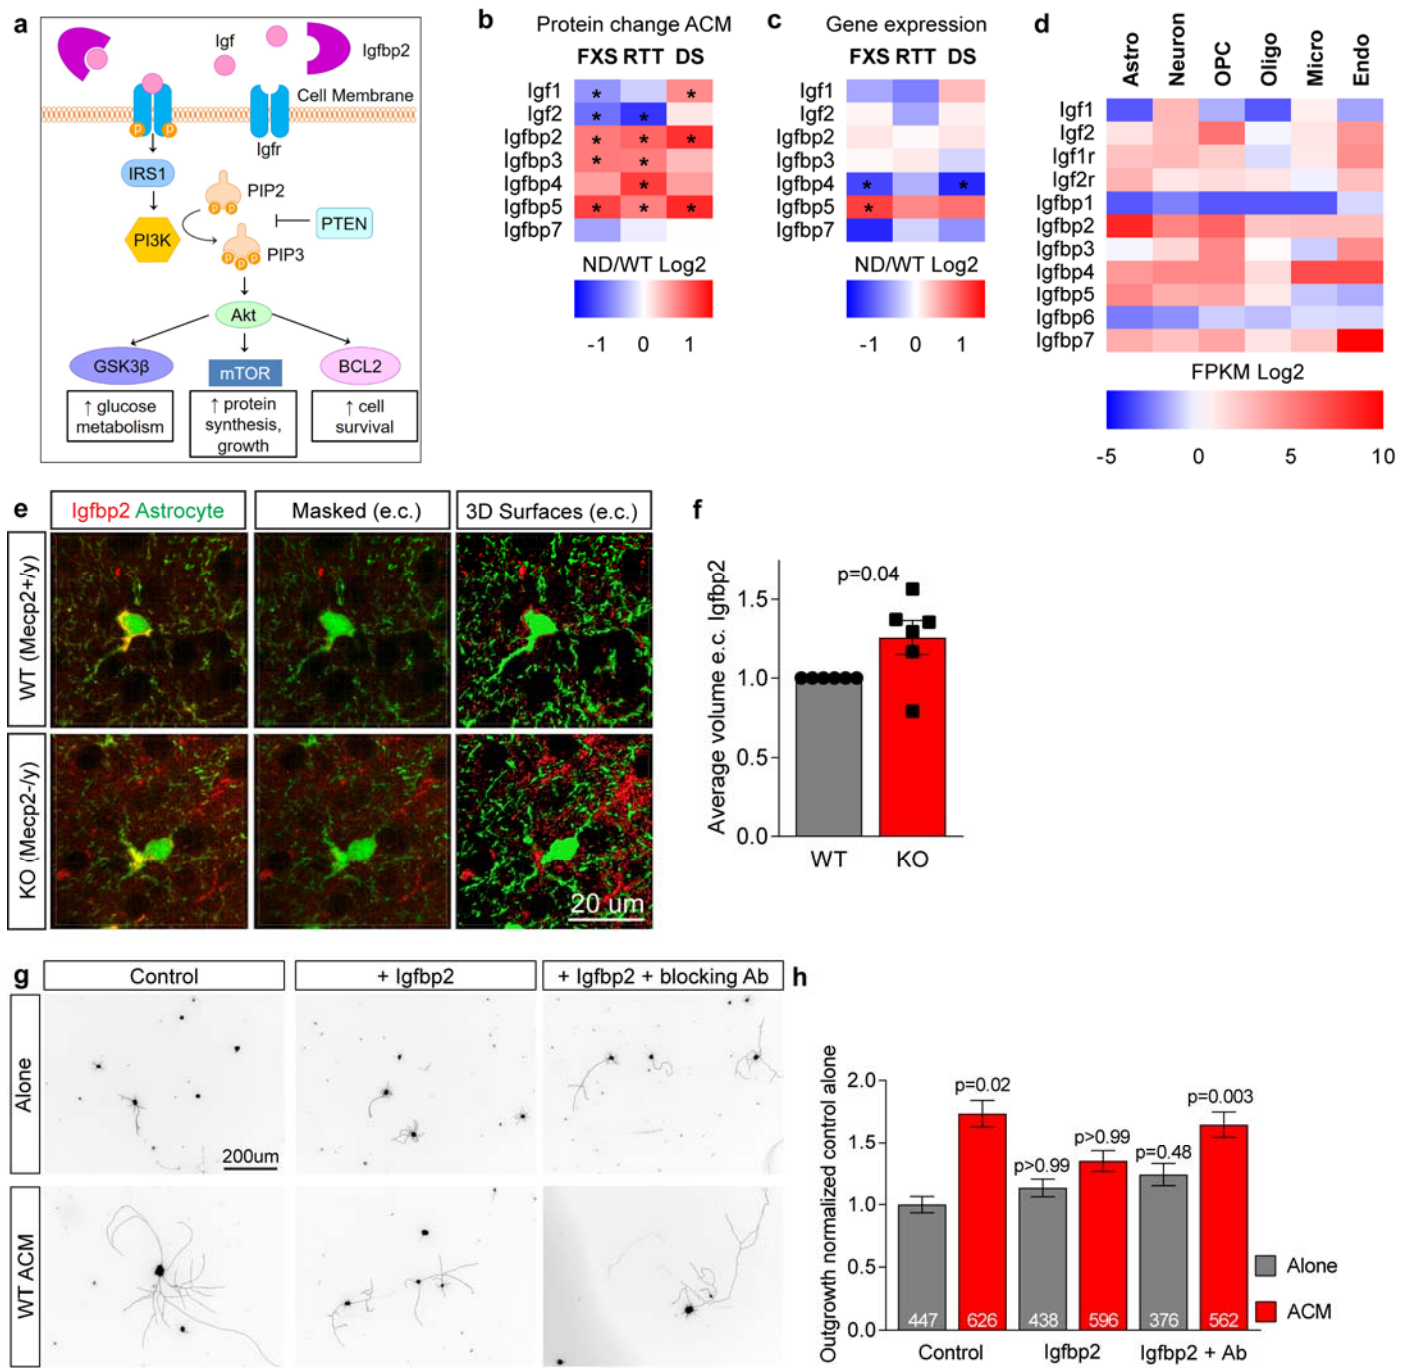 a
Igf
Igfbp2
Cell Membrane
P
P
Igfr
IRS1
PIP2
P
P
PTEN
PI3K
PIP3
P
P
P
Akt
GSK3β
mTOR
BCL2
↑ glucose
metabolism
↑ protein
synthesis,
growth
↑ cell
survival
b
Protein change ACM
FXS RTT DS
Igf1 * *
Igf2 * *
Igfbp2 * * *
Igfbp3 * *
Igfbp4 *
Igfbp5 * * *
Igfbp7
ND/WT Log2
-1 0 1
c
Gene expression
FXS RTT DS
Igf1
Igf2
Igfbp2
Igfbp3
Igfbp4 * *
Igfbp5 *
Igfbp7
ND/WT Log2
-1 0 1
d
Astro Neuron OPC Oligo Micro Endo
Igf1
Igf2
Igf1r
Igf2r
Igfbp1
Igfbp2
Igfbp3
Igfbp4
Igfbp5
Igfbp6
Igfbp7
FPKM Log2
-5 0 5 10
e
Igfbp2 Astrocyte
Masked (e.c.)
3D Surfaces (e.c.)
WT (Mecp2+/y)
KO (Mecp2-/y)
20 um
f
Average volume e.c. Igfbp2
p=0.04
1.5
1.0
0.5
0.0
WT KO
g
Control
+ Igfbp2
+ Igfbp2 + blocking Ab
Alone
200um
WT ACM
h
Outgrowth normalized control alone
2.0
1.5
1.0
0.5
0.0
p=0.02
p>0.99
p>0.99
p=0.48
p=0.003
447 626 438 596 376 562
Control Igfbp2 Igfbp2 + Ab
Alone
ACM